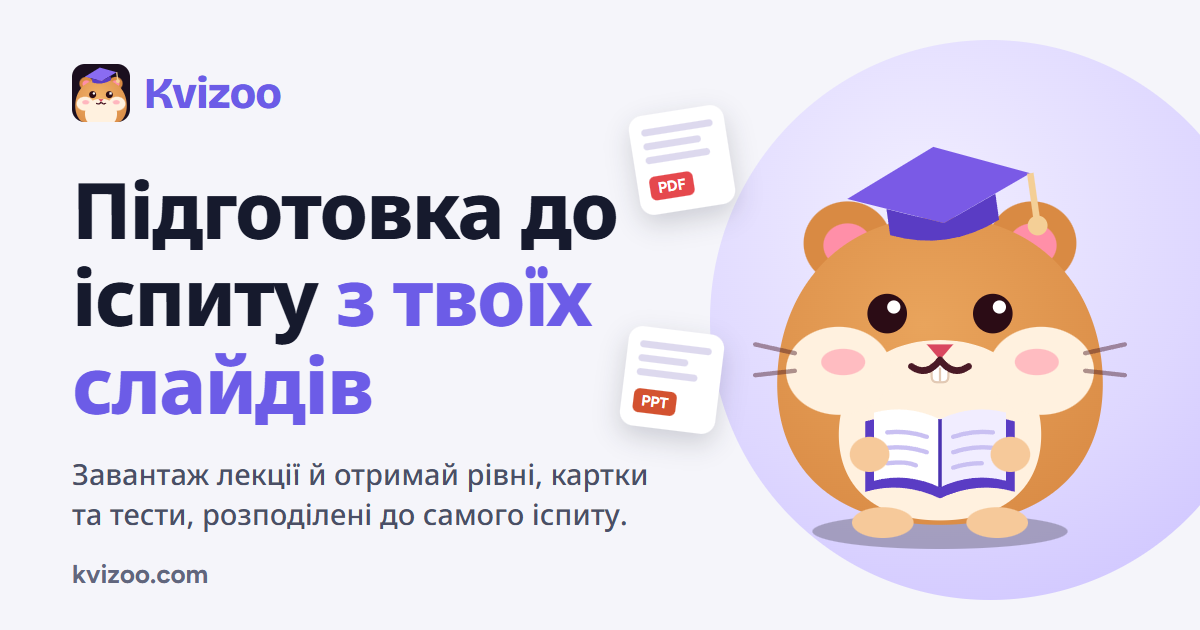 Kvizoo
Підготовка до
іспиту з твоїх
слайдів
PDF
PPT
Завантаж лекції й отримай рівні, картки
та тести, розподілені до самого іспиту.
kvizoo.com